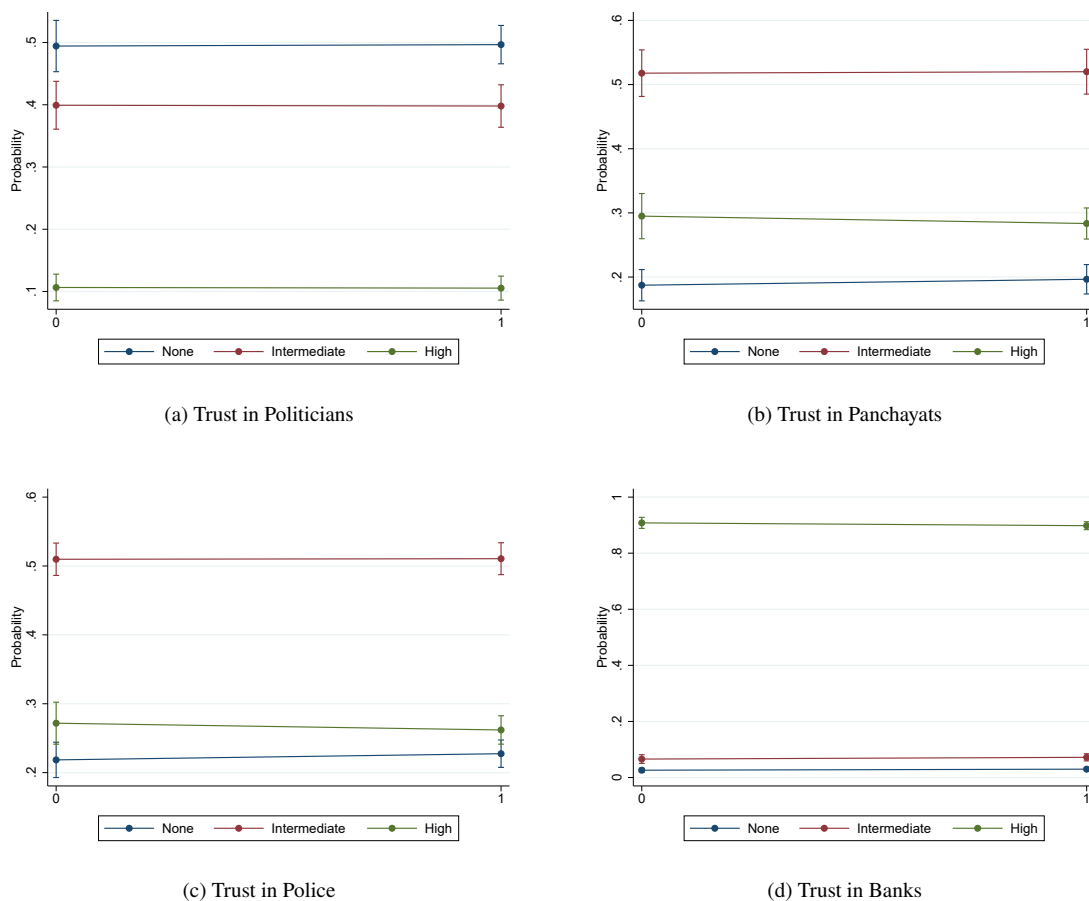 .5
.4
.3
.2
.1
Probability
0 1
None Intermediate High
(a) Trust in Politicians
.6
.5
.4
.3
.2
Probability
0 1
None Intermediate High
(b) Trust in Panchayats
.6
.5
.4
.3
.2
Probability
0 1
None Intermediate High
(c) Trust in Police
1
.8
.6
.4
.2
0
Probability
0 1
None Intermediate High
(d) Trust in Banks